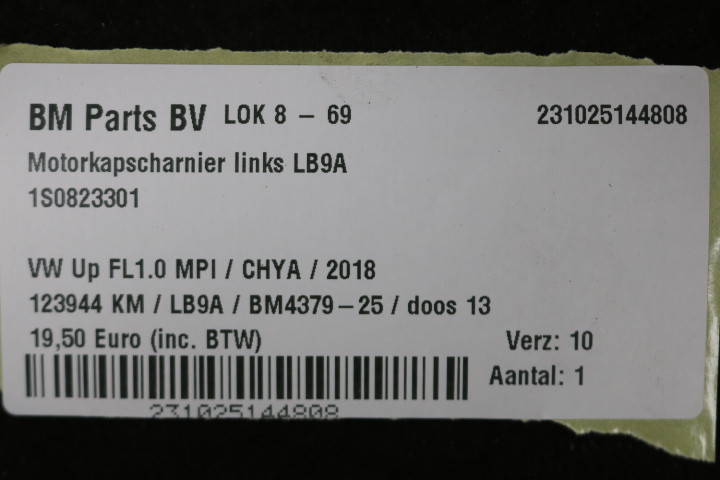 BM Parts BV LOK 8 – 69 231025144808
Motorkapscharnier links LB9A
1S0823301
VW Up FL1.0 MPI / CHYA / 2018
123944 KM / LB9A / BM4379–25 / doos 13
19,50 Euro (inc. BTW) Verz: 10
Aantal: 1
231025144808